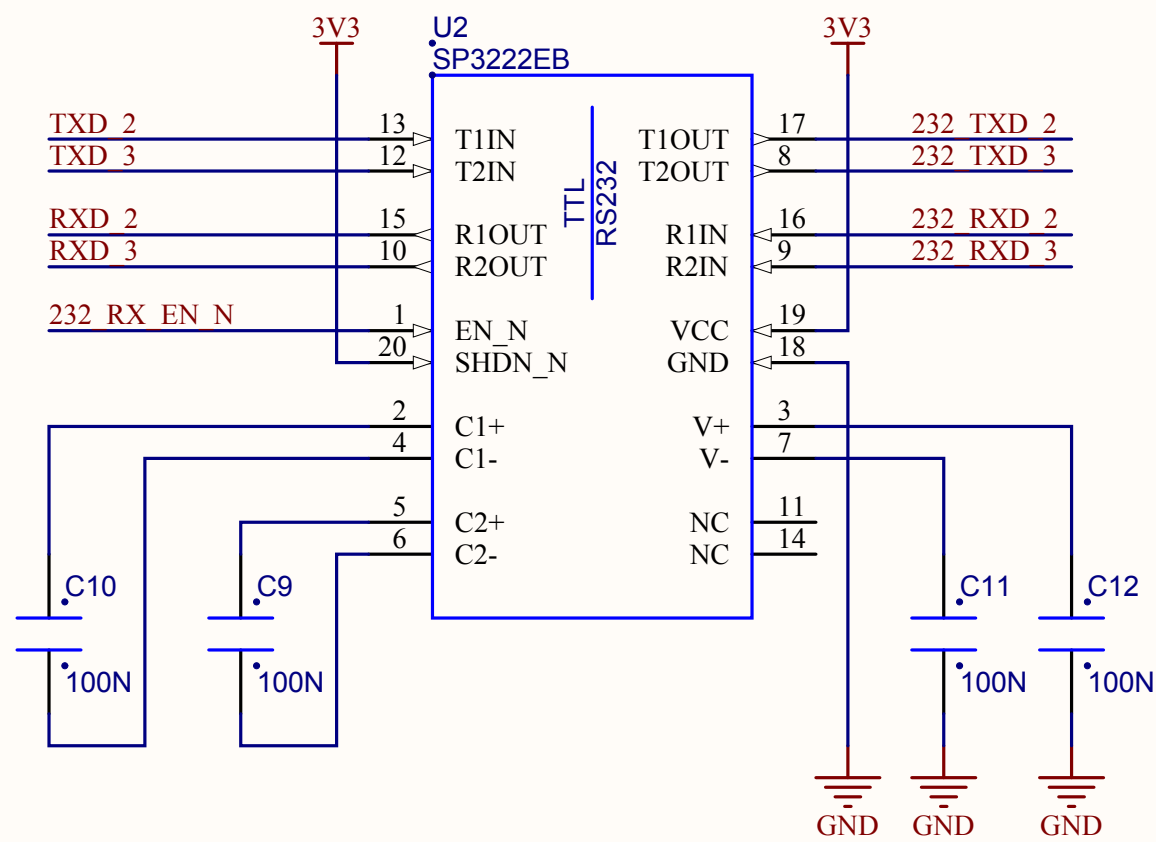 3V3
U2
SP3222EB
3V3
TXD_2
13
T1IN
T1OUT
17
232_TXD_2
TXD_3
12
T2IN
T2OUT
8
232_TXD_3
TTL
RS232
RXD_2
15
R1OUT
R1IN
16
232_RXD_2
RXD_3
10
R2OUT
R2IN
9
232_RXD_3
232_RX_EN_N
1
EN_N
VCC
19
20
SHDN_N
GND
18
2
C1+
V+
3
4
C1-
V-
7
5
C2+
NC
11
6
C2-
NC
14
C10
C9
C11
C12
100N
100N
100N
100N
GND
GND
GND